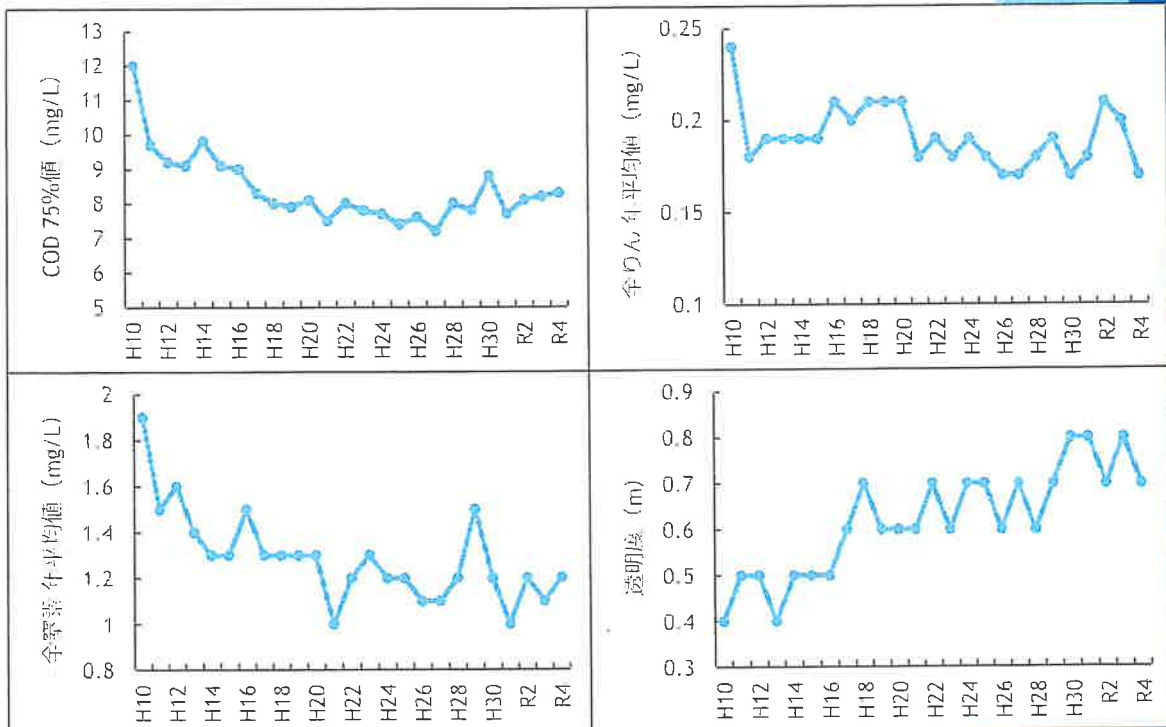 COD 75%値 (mg/L)
13
12
11
10
9
8
7
6
5
H10
H12
H14
H16
H18
H20
H22
H24
H26
H28
H30
R2
R4
全りん 年平均値 (mg/L)
0.25
0.2
0.15
0.1
H10
H12
H14
H16
H18
H20
H22
H24
H26
H28
H30
R2
R4
全窒素 年平均値 (mg/L)
2
1.8
1.6
1.4
1.2
1
0.8
H10
H12
H14
H16
H18
H20
H22
H24
H26
H28
H30
R2
R4
透明度 (m)
0.9
0.8
0.7
0.6
0.5
0.4
0.3
H10
H12
H14
H16
H18
H20
H22
H24
H26
H28
H30
R2
R4